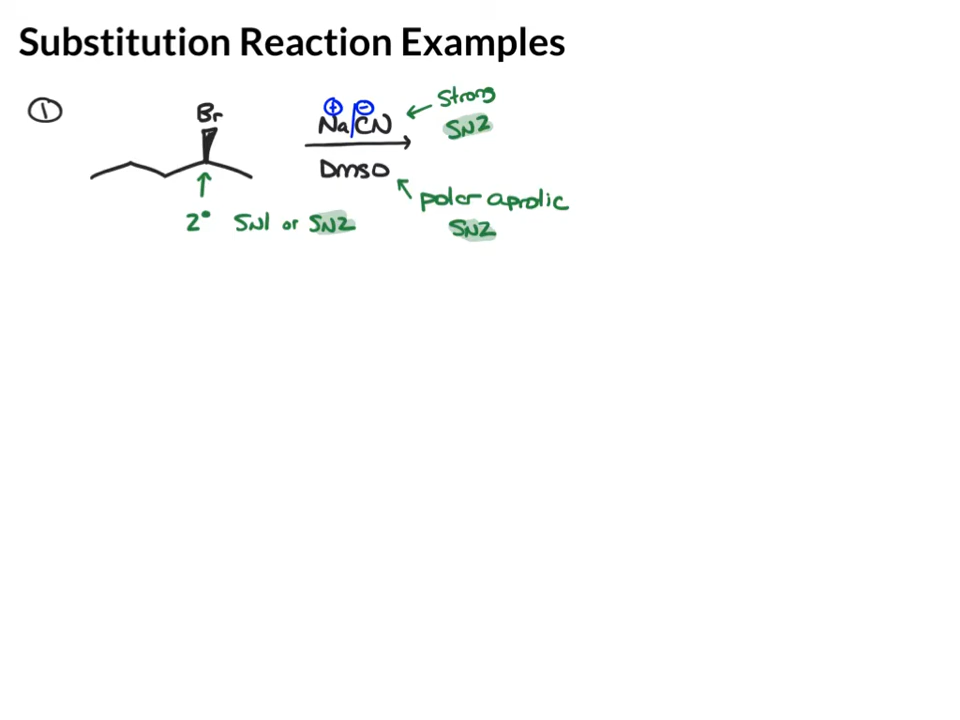 Substitution Reaction Examples
①
Br
Na⊕/CN⊖
DMSO
← Strong
SN2
polar aprotic
SN2
2° SN1 or SN2